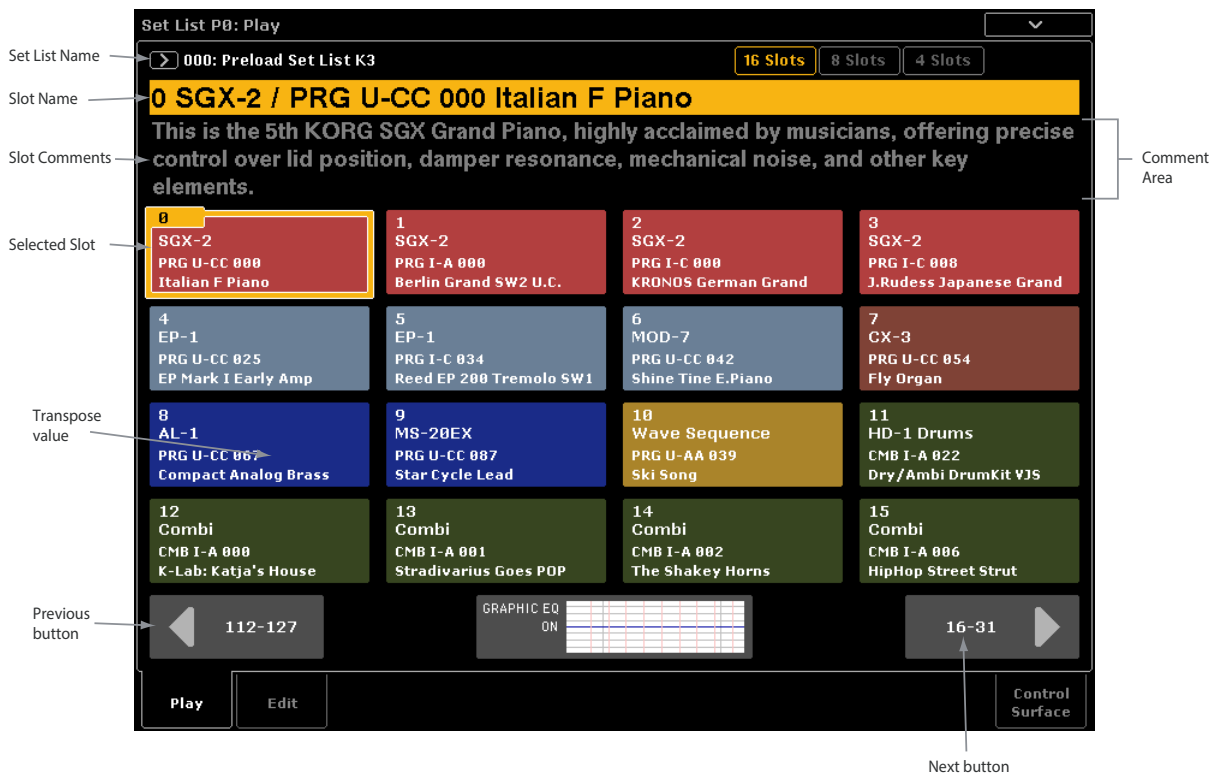 Set List P0: Play
Set List Name
000: Preload Set List K3
16 Slots
8 Slots
4 Slots
Slot Name
0 SGX-2 / PRG U-CC 000 Italian F Piano
This is the 5th KORG SGX Grand Piano, highly acclaimed by musicians, offering precise
Slot Comments
control over lid position, damper resonance, mechanical noise, and other key
elements.
Comment
Area
Selected Slot
0
SGX-2
PRG U-CC 000
Italian F Piano
1
SGX-2
PRG I-A 000
Berlin Grand SW2 U.C.
2
SGX-2
PRG I-C 000
KRONOS German Grand
3
SGX-2
PRG I-C 008
J.Rudess Japanese Grand
4
EP-1
PRG U-CC 025
EP Mark I Early Amp
5
EP-1
PRG I-C 034
Reed EP 200 Tremolo SW1
6
MOD-7
PRG U-CC 042
Shine Tine E.Piano
7
CX-3
PRG U-CC 054
Fly Organ
Transpose
value
8
AL-1
PRG U-CC 067
Compact Analog Brass
9
MS-20EX
PRG U-CC 087
Star Cycle Lead
10
Wave Sequence
PRG U-AA 039
Ski Song
11
HD-1 Drums
CMB I-A 022
Dry/Ambi DrumKit VJS
12
Combi
CMB I-A 000
K-Lab: Katja's House
13
Combi
CMB I-A 001
Stradivarius Goes POP
14
Combi
CMB I-A 002
The Shakey Horns
15
Combi
CMB I-A 006
HipHop Street Strut
Previous
button
112-127
GRAPHIC EQ
ON
16-31
Play
Edit
Control
Surface
Next button